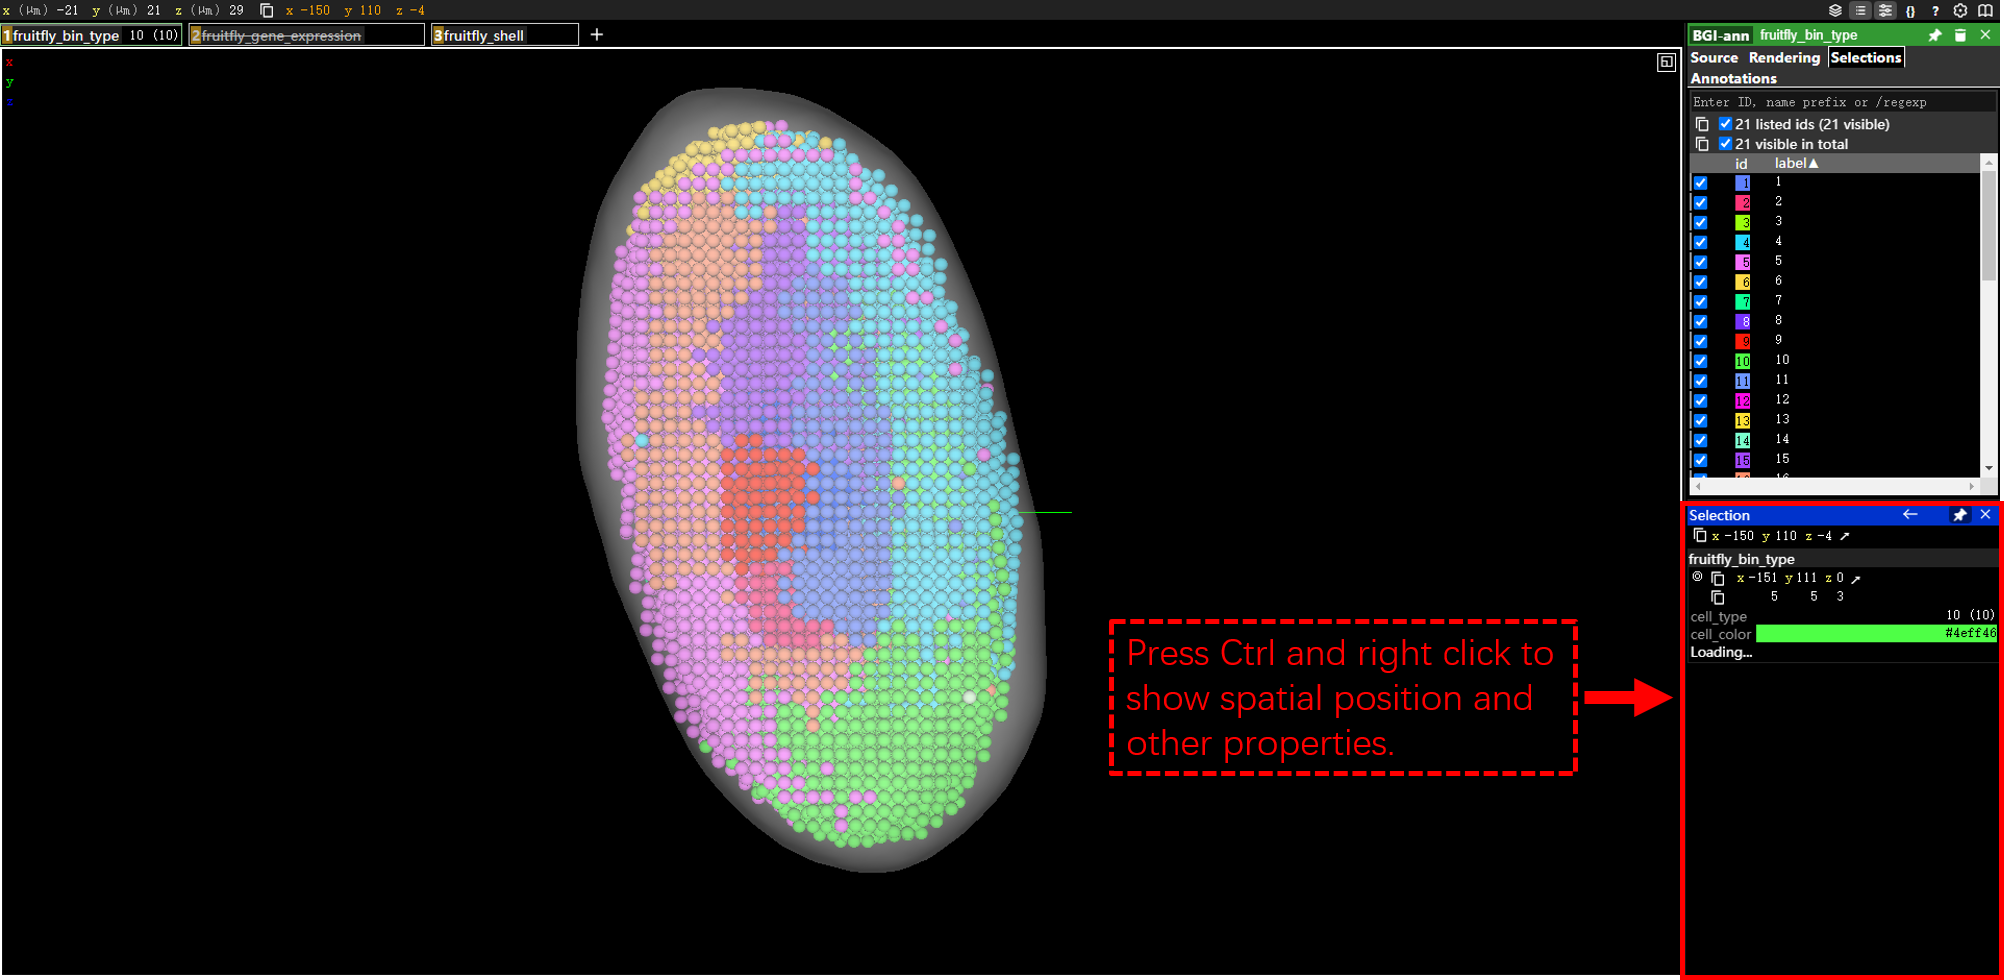 x (μm) -21 y (μm) 21 z (μm) 29 x -150 y 110 z -4
1 fruitfly_bin_type 10 (10) 2 fruitfly_gene_expression 3 fruitfly_shell +
x
y
z
BGI-ann fruitfly_bin_type
Source Rendering Selections
Annotations
Enter ID, name prefix or /regexp
21 listed ids (21 visible)
21 visible in total
id label▲
1 1
2 2
3 3
4 4
5 5
6 6
7 7
8 8
9 9
10 10
11 11
12 12
13 13
14 14
15 15
Selection
x -150 y 110 z -4
fruitfly_bin_type
x -151 y 111 z 0
5 5 3
cell_type 10 (10)
cell_color #4eff46
Loading...
Press Ctrl and right click to
show spatial position and
other properties.